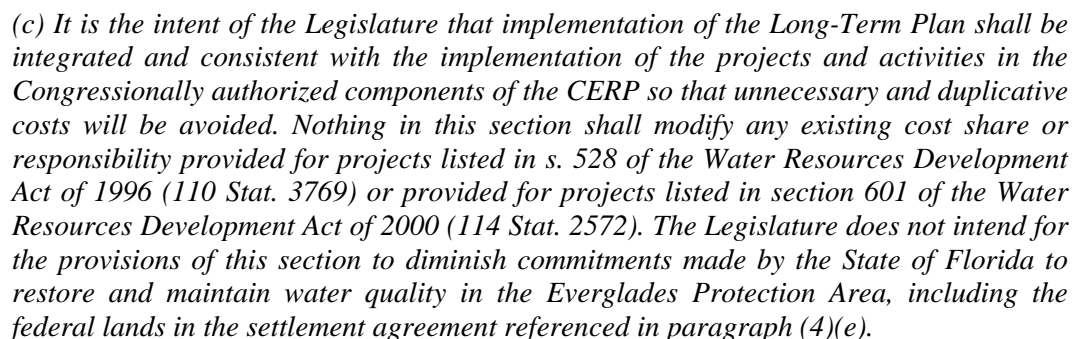 (c) It is the intent of the Legislature that implementation of the Long-Term Plan shall be
integrated and consistent with the implementation of the projects and activities in the
Congressionally authorized components of the CERP so that unnecessary and duplicative
costs will be avoided. Nothing in this section shall modify any existing cost share or
responsibility provided for projects listed in s. 528 of the Water Resources Development
Act of 1996 (110 Stat. 3769) or provided for projects listed in section 601 of the Water
Resources Development Act of 2000 (114 Stat. 2572). The Legislature does not intend for
the provisions of this section to diminish commitments made by the State of Florida to
restore and maintain water quality in the Everglades Protection Area, including the
federal lands in the settlement agreement referenced in paragraph (4)(e).